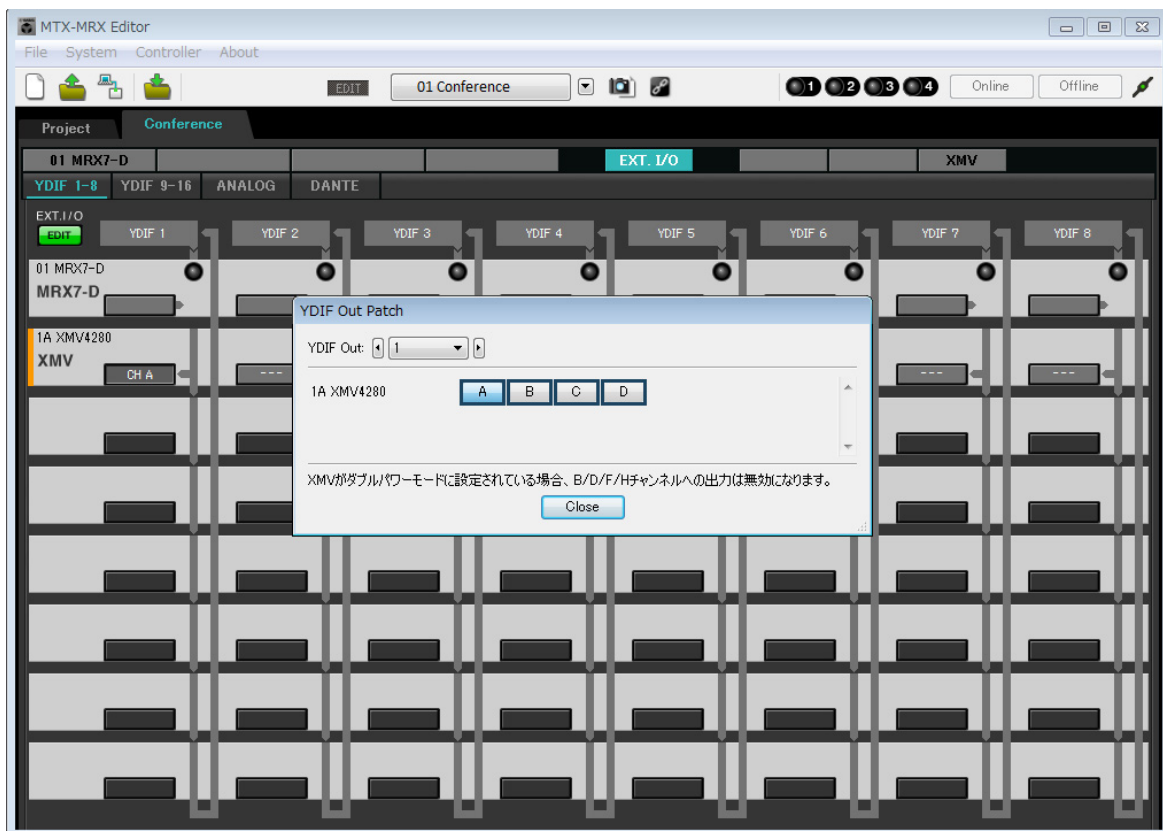 MTX-MRX Editor
File System Controller About
EDIT 01 Conference 1 2 3 4 Online Offline
Project Conference
01 MRX7-D EXT. I/O XMV
YDIF 1-8 YDIF 9-16 ANALOG DANTE
EXT.I/O
EDIT YDIF 1 YDIF 2 YDIF 3 YDIF 4 YDIF 5 YDIF 6 YDIF 7 YDIF 8
01 MRX7-D
MRX7-D
YDIF Out Patch
1A XMV4280
XMV
CH A --- --- ---
YDIF Out: 1
1A XMV4280 A B C D
XMVがダブルパワーモードに設定されている場合、B/D/F/Hチャンネルへの出力は無効になります。
Close